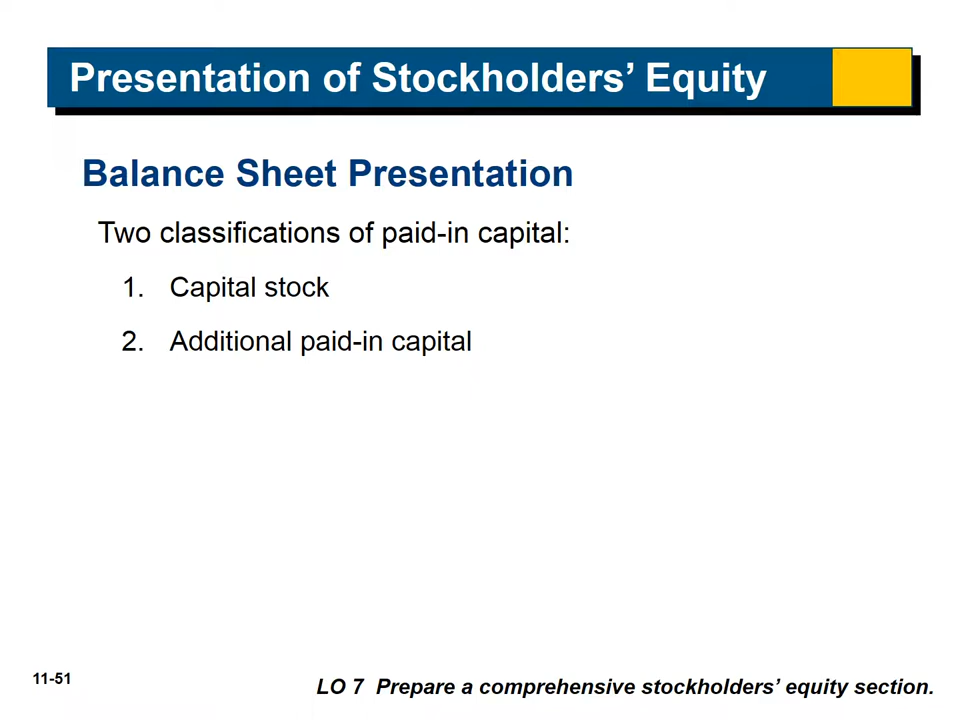 Presentation of Stockholders’ Equity
Balance Sheet Presentation
Two classifications of paid-in capital:
1. Capital stock
2. Additional paid-in capital
11-51
LO 7 Prepare a comprehensive stockholders’ equity section.